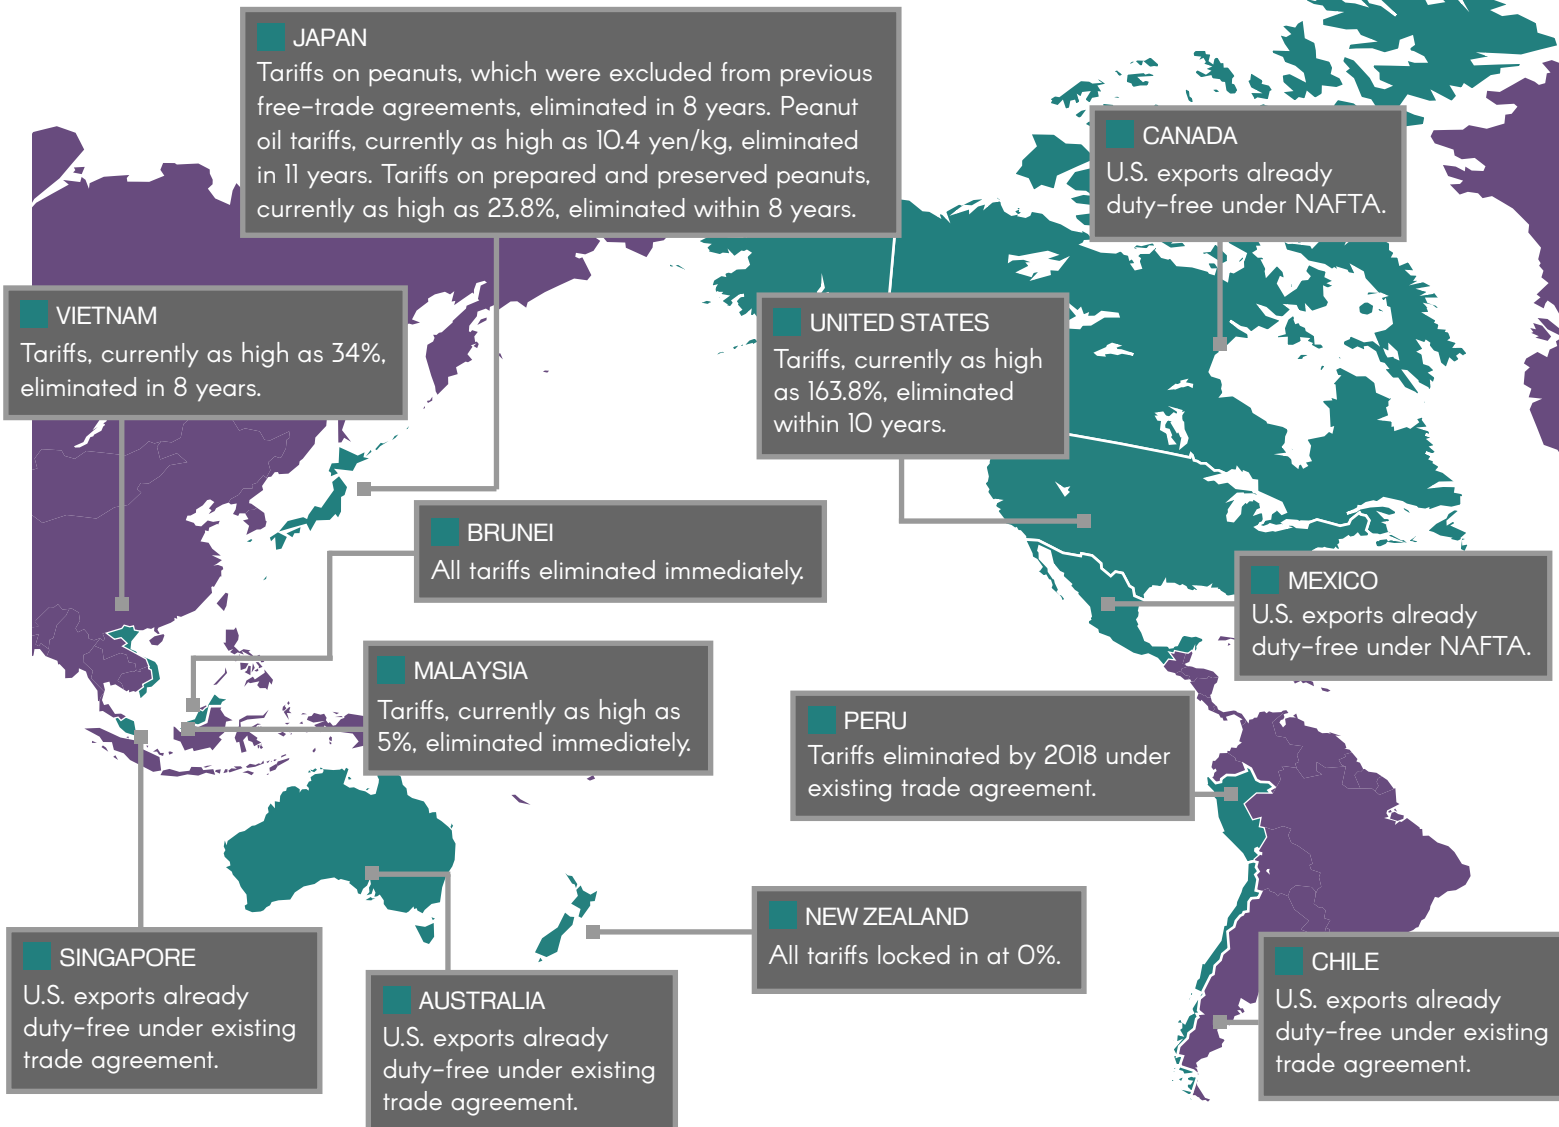 JAPAN
Tariffs on peanuts, which were excluded from previous
free-trade agreements, eliminated in 8 years. Peanut
oil tariffs, currently as high as 10.4 yen/kg, eliminated
in 11 years. Tariffs on prepared and preserved peanuts,
currently as high as 23.8%, eliminated within 8 years.
CANADA
U.S. exports already
duty-free under NAFTA.
VIETNAM
Tariffs, currently as high as 34%,
eliminated in 8 years.
UNITED STATES
Tariffs, currently as high
as 163.8%, eliminated
within 10 years.
BRUNEI
All tariffs eliminated immediately.
MEXICO
U.S. exports already
duty-free under NAFTA.
MALAYSIA
Tariffs, currently as high as
5%, eliminated immediately.
PERU
Tariffs eliminated by 2018 under
existing trade agreement.
SINGAPORE
U.S. exports already
duty-free under existing
trade agreement.
AUSTRALIA
U.S. exports already
duty-free under existing
trade agreement.
NEW ZEALAND
All tariffs locked in at 0%.
CHILE
U.S. exports already
duty-free under existing
trade agreement.